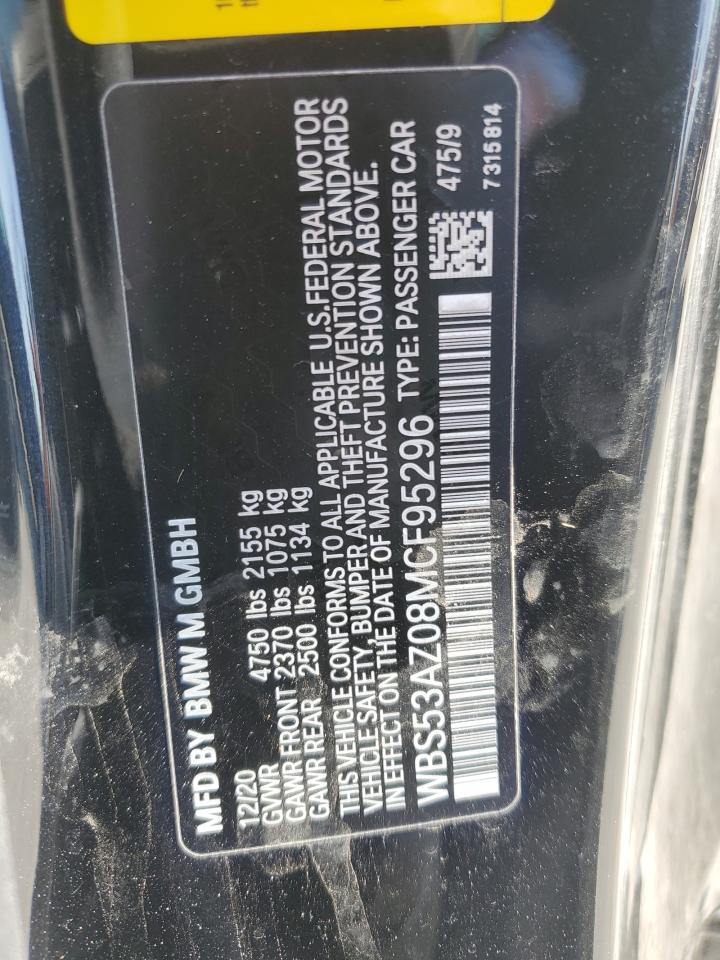 MFD BY BMW M GMBH
12/20
GVWR 4750 lbs 2155 kg
GAWR FRONT 2370 lbs 1075 kg
GAWR REAR 2500 lbs 1134 kg
THIS VEHICLE CONFORMS TO ALL APPLICABLE U.S.FEDERAL MOTOR
VEHICLE SAFETY, BUMPER AND THEFT PREVENTION STANDARDS
IN EFFECT ON THE DATE OF MANUFACTURE SHOWN ABOVE.
WBS53AZ08MCF95296 TYPE: PASSENGER CAR
475/9
7315814